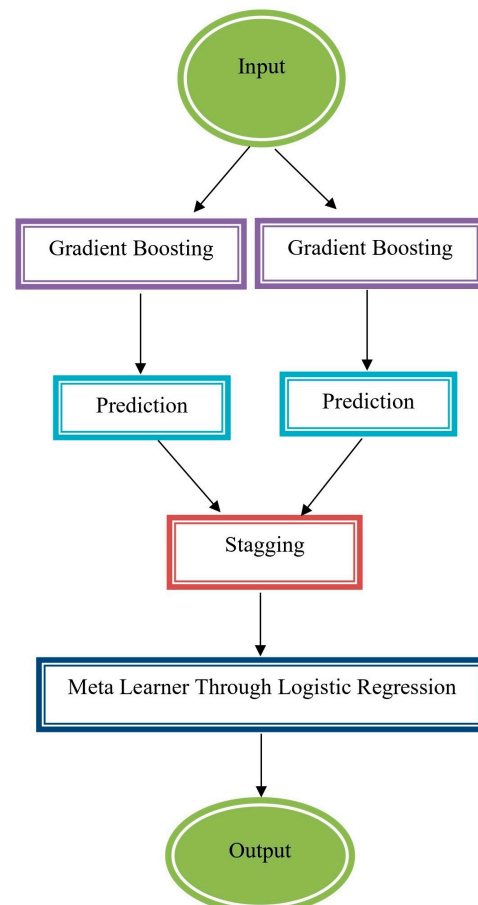 Input
Gradient Boosting
Gradient Boosting
Prediction
Prediction
Stagging
Meta Learner Through Logistic Regression
Output